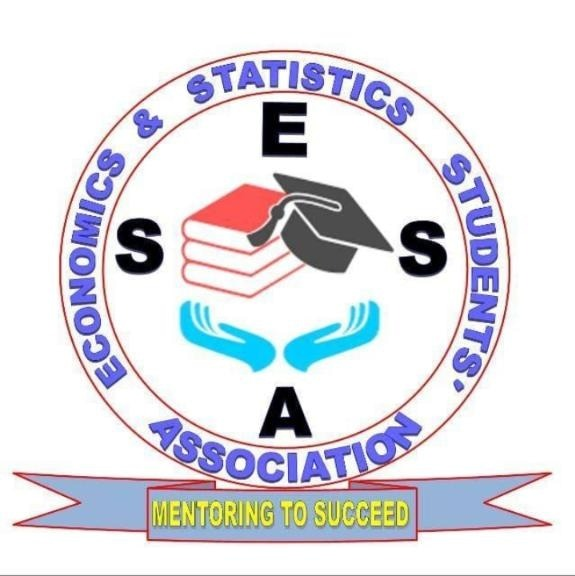 ECONOMICS & STATISTICS STUDENTS' ASSOCIATION
E
S S
A
MENTORING TO SUCCEED